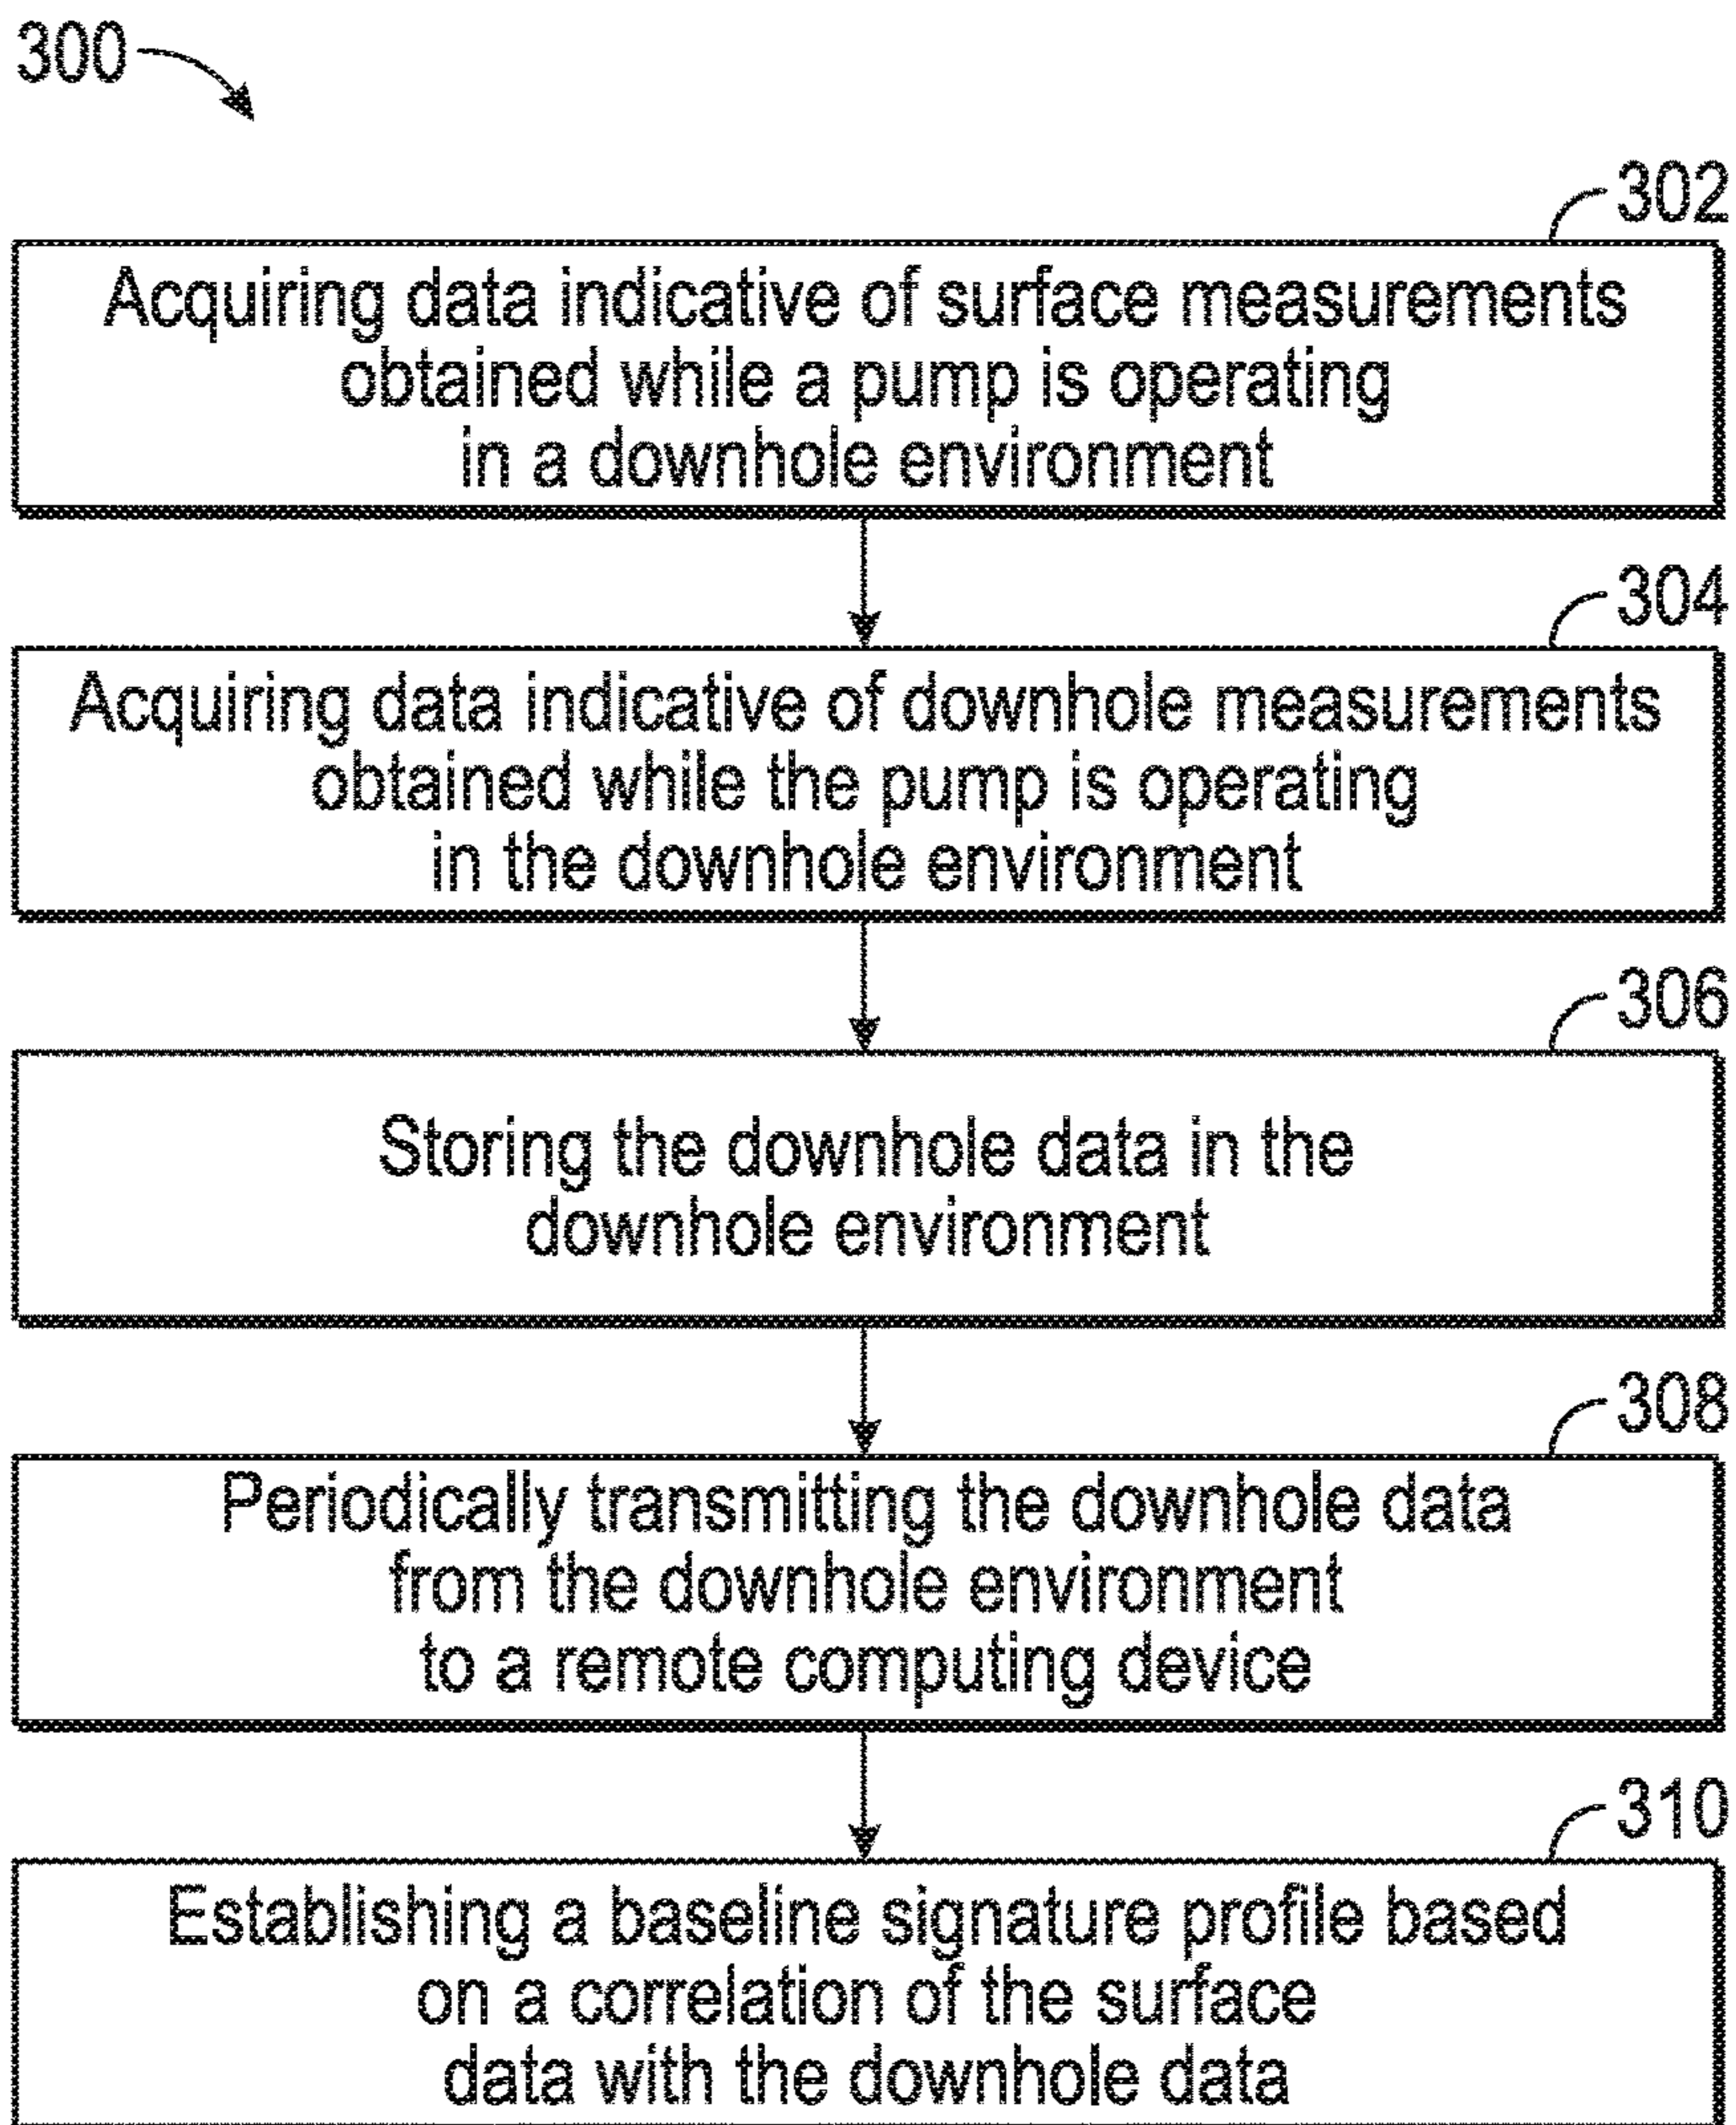 300
302
Acquiring data indicative of surface measurements
obtained while a pump is operating
in a downhole environment
304
Acquiring data indicative of downhole measurements
obtained while the pump is operating
in the downhole environment
306
Storing the downhole data in the
downhole environment
308
Periodically transmitting the downhole data
from the downhole environment
to a remote computing device
310
Establishing a baseline signature profile based
on a correlation of the surface
data with the downhole data